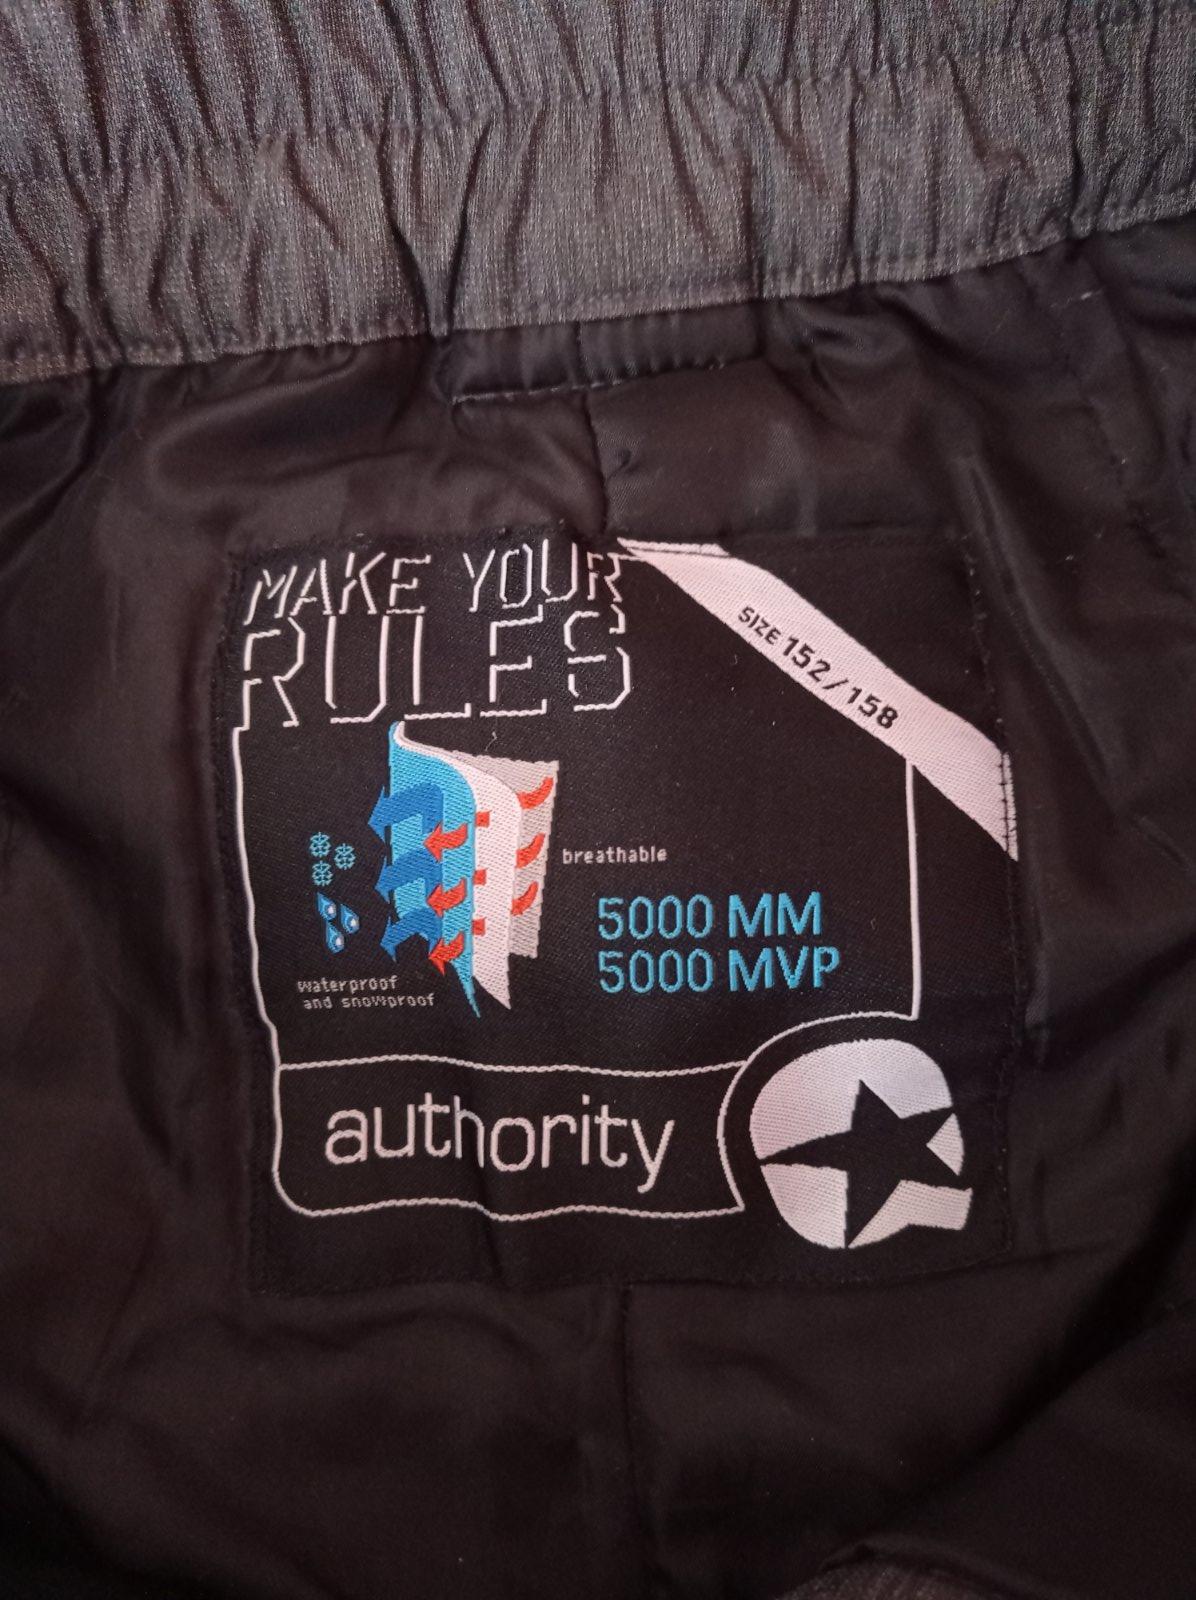 MAKE YOUR
RULES
SIZE 152/158
breathable
5000 MM
5000 MVP
waterproof
and snowproof
authority